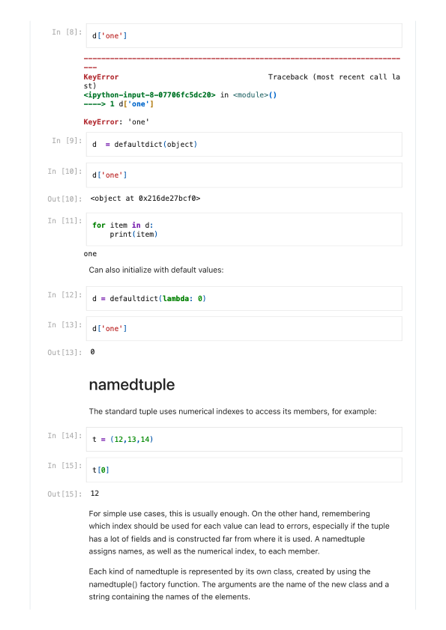 In [8]: d['one']
---------------------------------------------------------------------------
KeyError Traceback (most recent call la
st)
<ipython-input-8-07706fc5dc20> in <module>()
----> 1 d['one']
KeyError: 'one'
In [9]: d = defaultdict(object)
In [10]: d['one']
Out[10]: <object at 0x216de27bcf0>
In [11]: for item in d:
print(item)
one
Can also initialize with default values:
In [12]: d = defaultdict(lambda: 0)
In [13]: d['one']
Out[13]: 0
namedtuple
The standard tuple uses numerical indexes to access its members, for example:
In [14]: t = (12,13,14)
In [15]: t[0]
Out[15]: 12
For simple use cases, this is usually enough. On the other hand, remembering
which index should be used for each value can lead to errors, especially if the tuple
has a lot of fields and is constructed far from where it is used. A namedtuple
assigns names, as well as the numerical index, to each member.
Each kind of namedtuple is represented by its own class, created by using the
namedtuple() factory function. The arguments are the name of the new class and a
string containing the names of the elements.